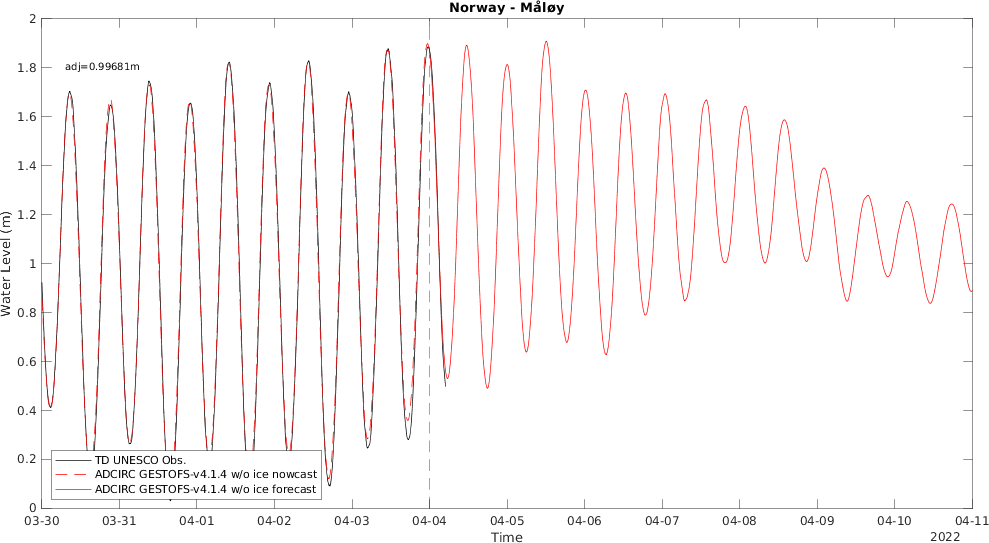 Norway - Måløy
adj=0.99681m
Water Level (m)
2
1.8
1.6
1.4
1.2
1
0.8
0.6
0.4
0.2
0
TD UNESCO Obs.
ADCIRC GESTOFS-v4.1.4 w/o ice nowcast
ADCIRC GESTOFS-v4.1.4 w/o ice forecast
03-30 03-31 04-01 04-02 04-03 04-04 04-05 04-06 04-07 04-08 04-09 04-10 04-11
Time
2022